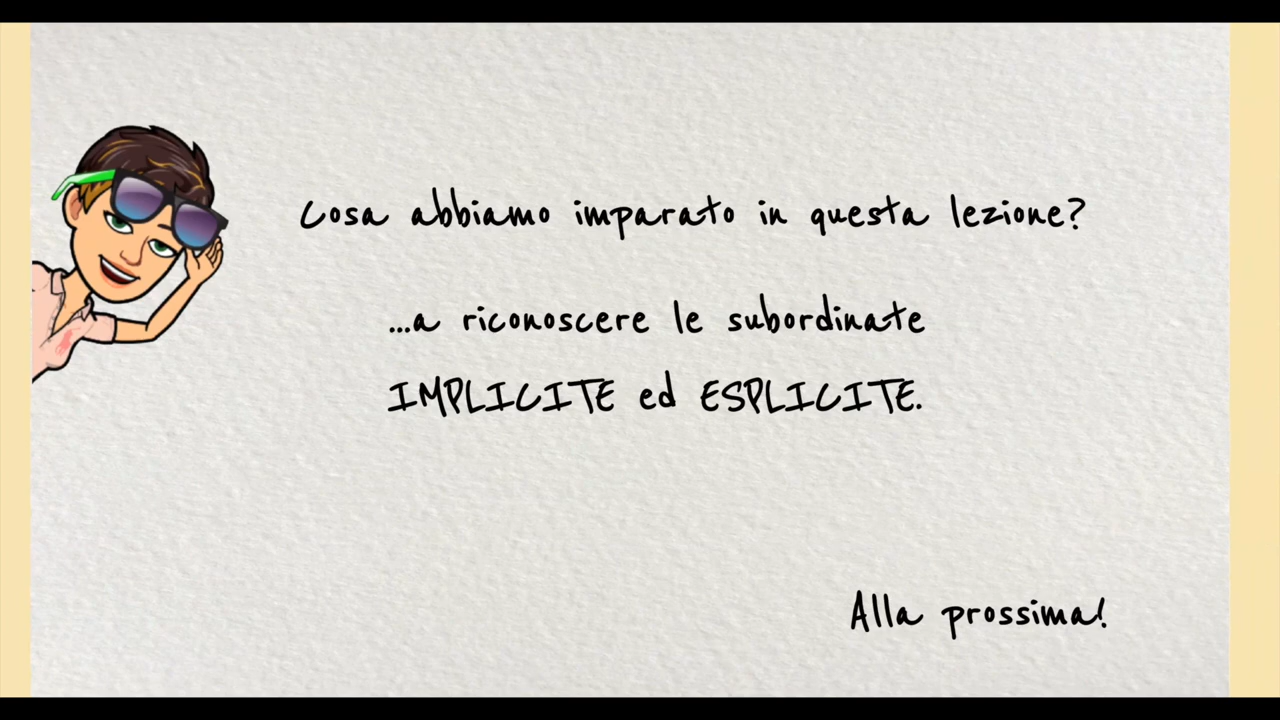 Cosa abbiamo imparato in questa lezione?
...a riconoscere le subordinate
IMPLICITE ed ESPLICITE.
Alla prossima!